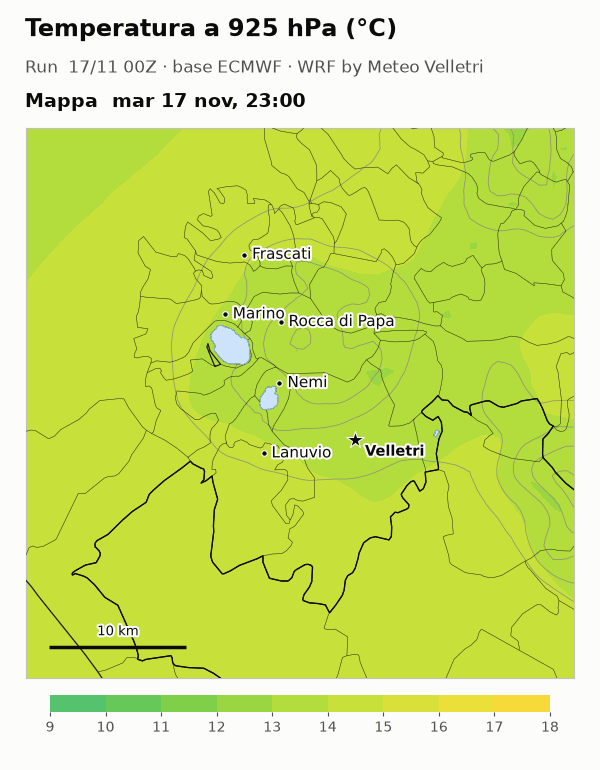 Temperatura a 925 hPa (°C)
Run 17/11 00Z · base ECMWF · WRF by Meteo Velletri
Mappa mar 17 nov, 23:00
Frascati
Marino
Rocca di Papa
Nemi
Velletri
Lanuvio
10 km
9 10 11 12 13 14 15 16 17 18